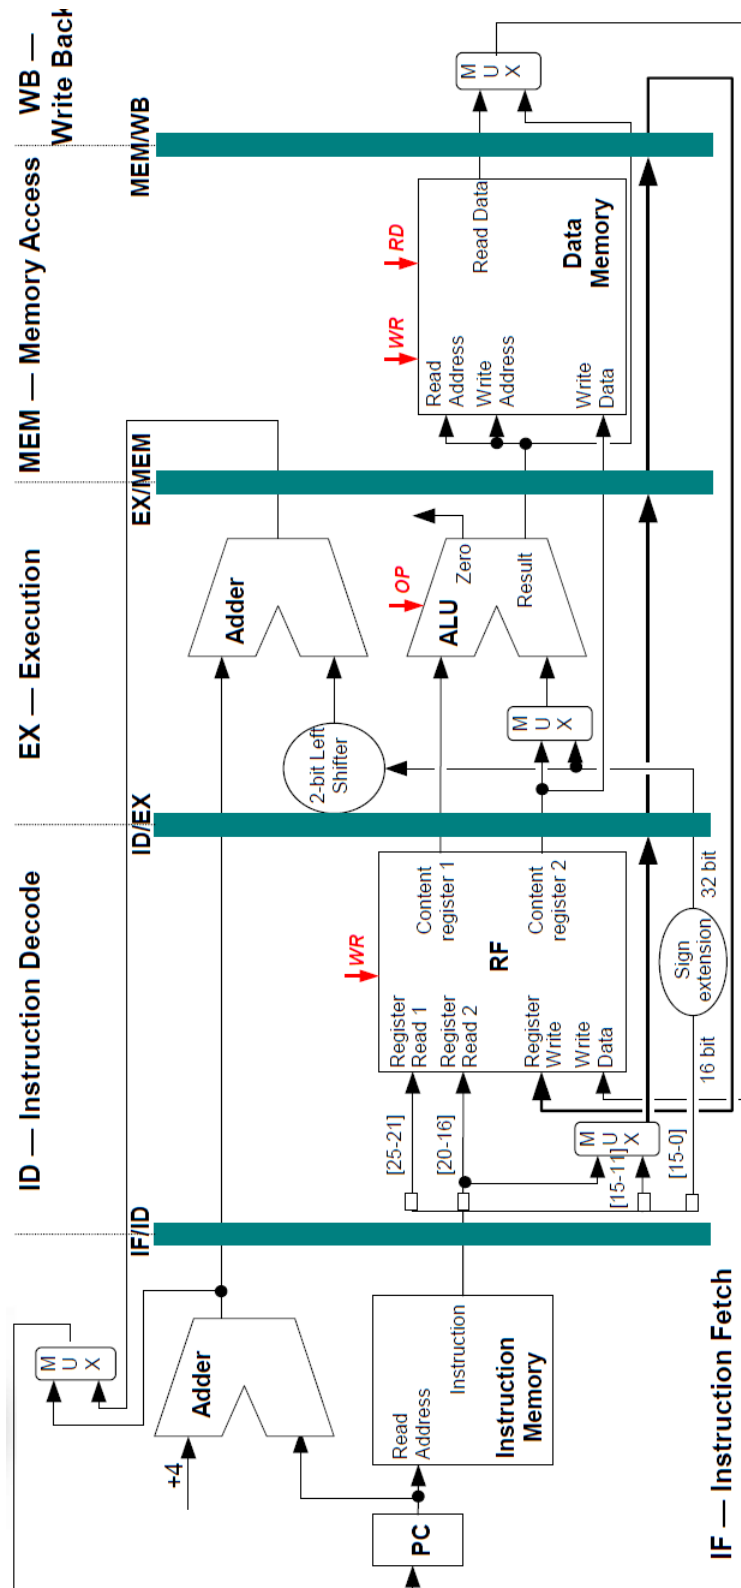 IF — Instruction Fetch
ID — Instruction Decode
EX — Execution
MEM — Memory Access
WB —
Write Back
IF/ID
ID/EX
EX/MEM
MEM/WB
M
U
X
+4
Adder
PC
Read
Address
Instruction
Instruction
Memory
[25-21]
[20-16]
[15-11]
[15-0]
M
U
X
WR
Register
Read 1
Register
Read 2
Register
Write
Write
Data
RF
Content
register 1
Content
register 2
16 bit
Sign
extension
32 bit
2-bit Left
Shifter
Adder
M
U
X
OP
ALU
Zero
Result
WR
RD
Read
Address
Write
Address
Write
Data
Read Data
Data
Memory
M
U
X